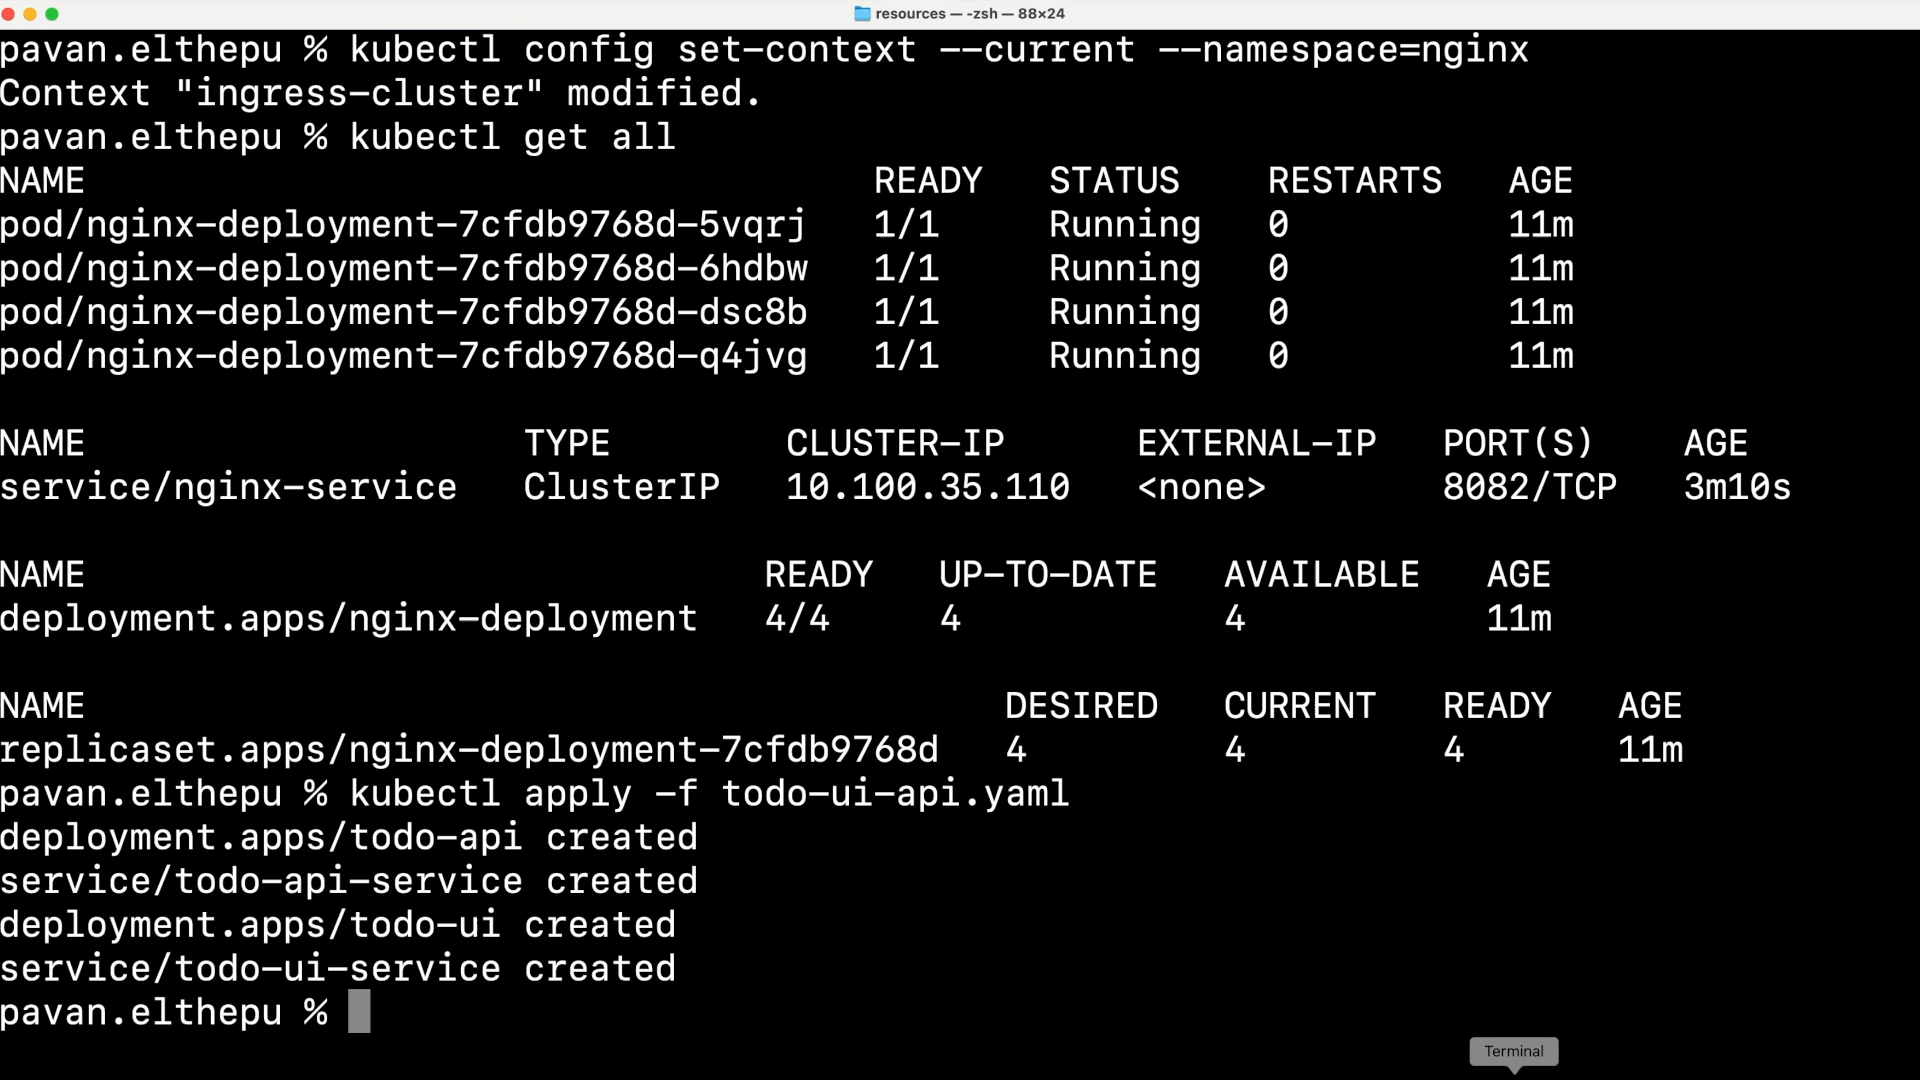 resources — -zsh — 88×24
pavan.elthepu % kubectl config set-context --current --namespace=nginx
Context "ingress-cluster" modified.
pavan.elthepu % kubectl get all
NAME READY STATUS RESTARTS AGE
pod/nginx-deployment-7cfdb9768d-5vqrj 1/1 Running 0 11m
pod/nginx-deployment-7cfdb9768d-6hdbw 1/1 Running 0 11m
pod/nginx-deployment-7cfdb9768d-dsc8b 1/1 Running 0 11m
pod/nginx-deployment-7cfdb9768d-q4jvg 1/1 Running 0 11m
NAME TYPE CLUSTER-IP EXTERNAL-IP PORT(S) AGE
service/nginx-service ClusterIP 10.100.35.110 <none> 8082/TCP 3m10s
NAME READY UP-TO-DATE AVAILABLE AGE
deployment.apps/nginx-deployment 4/4 4 4 11m
NAME DESIRED CURRENT READY AGE
replicaset.apps/nginx-deployment-7cfdb9768d 4 4 4 11m
pavan.elthepu % kubectl apply -f todo-ui-api.yaml
deployment.apps/todo-api created
service/todo-api-service created
deployment.apps/todo-ui created
service/todo-ui-service created
pavan.elthepu %
Terminal